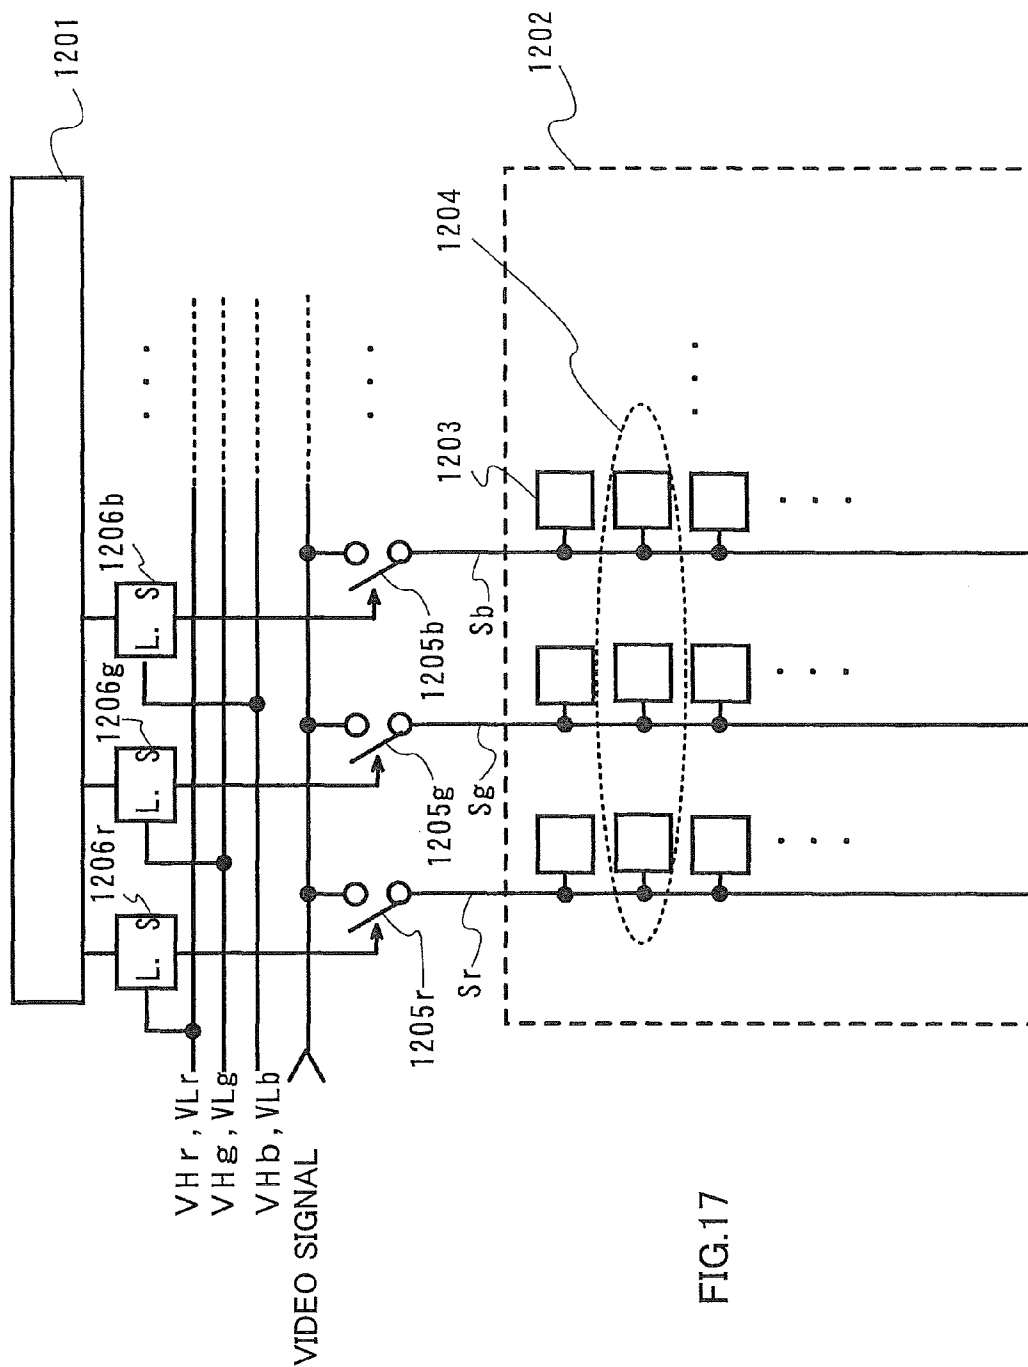 1201
1206r
1206g
1206b
L. S
L. S
L. S
VHr, VLr
VHg, VLg
VHb, VLb
VIDEO SIGNAL
1205r
1205g
1205b
Sr
Sg
Sb
1202
1203
1204
FIG.17